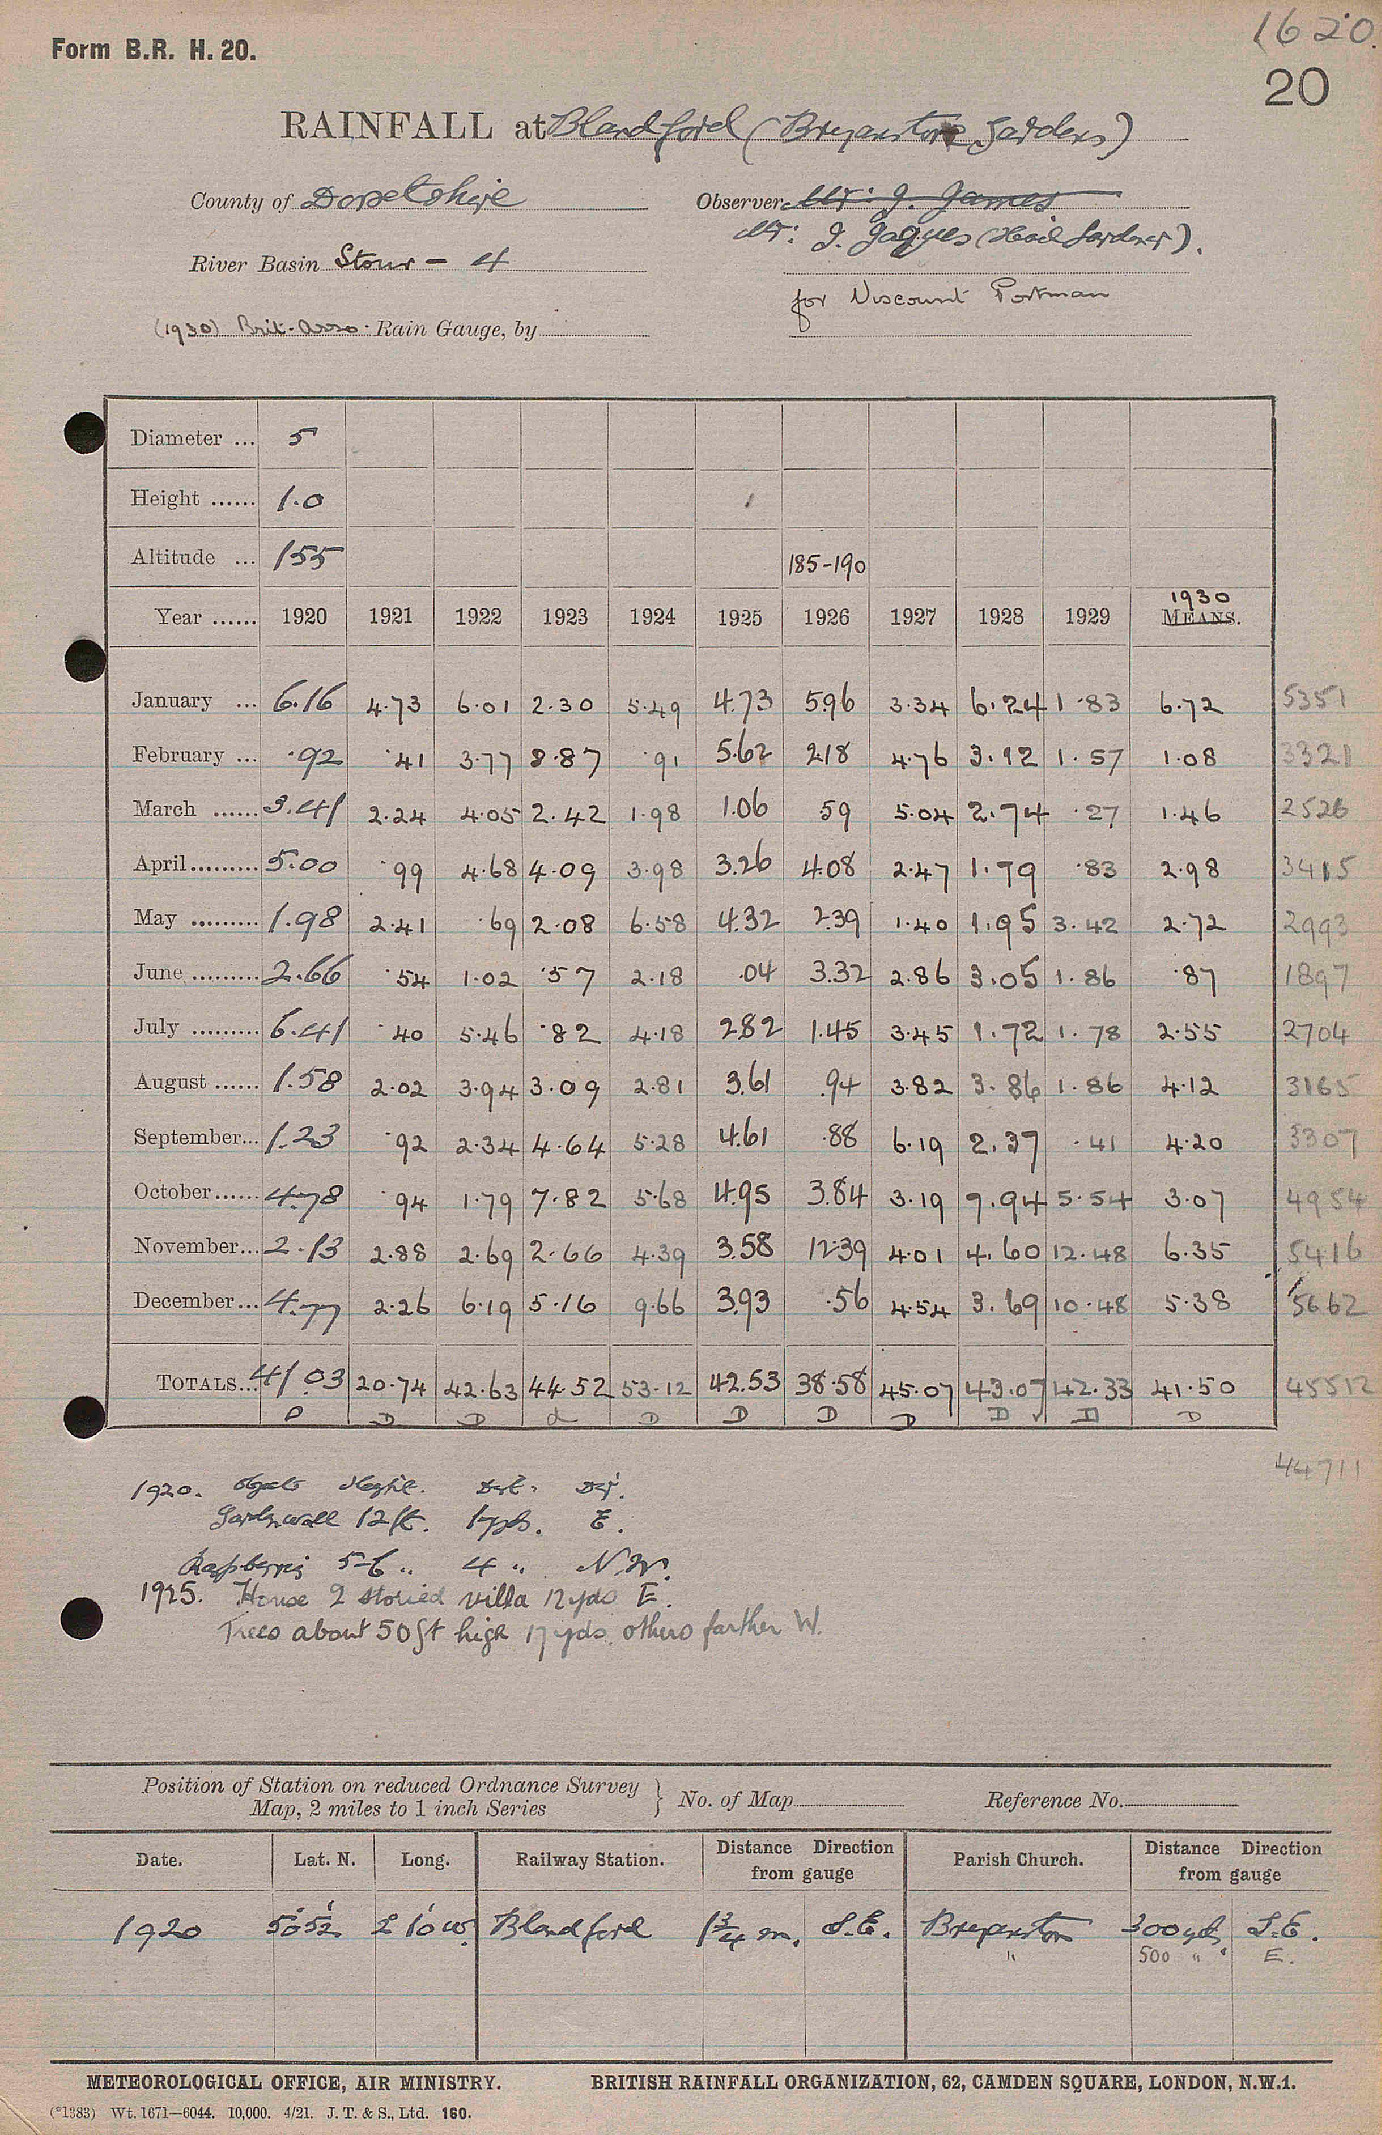 1620.
Form B.R. H. 20.
20
RAINFALL at Blandford (Bryanstone Gardens)
County of Dorsetshire Observer Mr: J. James
Mr: J. Jaques (Head Gardener).
River Basin Stour - 4
for Viscount Portman
(1930) Brit. Asso. Rain Gauge, by
Diameter ... 5
Height ...... 1.0
Altitude ... 155 185-190
1930
Year ...... 1920 1921 1922 1923 1924 1925 1926 1927 1928 1929 MEANS.
January ... 6.16 4.73 6.01 2.30 5.49 4.73 5.96 3.34 6.24 1.83 6.72 5351
February ... .92 .41 3.77 8.87 .91 5.62 2.18 4.76 3.12 1.57 1.08 3321
March ...... 3.41 2.24 4.05 2.42 1.98 1.06 59 5.04 2.74 .27 1.46 2526
April ......... 5.00 .99 4.68 4.09 3.98 3.26 4.08 2.47 1.79 .83 2.98 3415
May ......... 1.98 2.41 .69 2.08 6.58 4.32 2.39 1.40 1.95 3.42 2.72 2993
June ......... 2.66 .54 1.02 .57 2.18 .04 3.32 2.86 3.05 1.86 .87 1897
July ......... 6.41 .40 5.46 .82 4.18 2.82 1.45 3.45 1.72 1.78 2.55 2704
August ...... 1.58 2.02 3.94 3.09 2.81 3.61 .94 3.82 3.86 1.86 4.12 3165
September... 1.23 .92 2.34 4.64 5.28 4.61 .88 6.19 2.37 .41 4.20 3307
October...... 4.78 .94 1.79 7.82 5.68 4.95 3.84 3.19 7.94 5.54 3.07 4954
November... 2.13 2.88 2.69 2.66 4.39 3.58 12.39 4.01 4.60 12.48 6.35 5416
December... 4.77 2.26 6.19 5.16 9.66 3.93 .56 4.54 3.69 10.48 5.38 5662
TOTALS... 41.03 20.74 42.63 44.52 53.12 42.53 38.58 45.07 43.07 42.33 41.50 45512
D D D d D D D D D D D
44711
1920. Objects Height. Dist. Dir.
Garden wall 12 ft. 17 yds. E.
Raspberries 5-6 " 4 " N.W.
1925. House 2 storied villa 12 yds E.
Trees about 50 ft high 17 yds. others farther W.
Position of Station on reduced Ordnance Survey
Map, 2 miles to 1 inch Series } No. of Map Reference No.
Date. Lat. N. Long. Railway Station. Distance Direction from gauge Parish Church. Distance Direction from gauge
1920 50° 52' 2° 10' W. Blandford 1¾ m. S.E. Bryanston 300 yds S.E.
" 500 " E.
METEOROLOGICAL OFFICE, AIR MINISTRY. BRITISH RAINFALL ORGANIZATION, 62, CAMDEN SQUARE, LONDON, N.W.1.
(*1383) Wt. 1671—6044. 10,000. 4/21. J. T. & S., Ltd. 160.